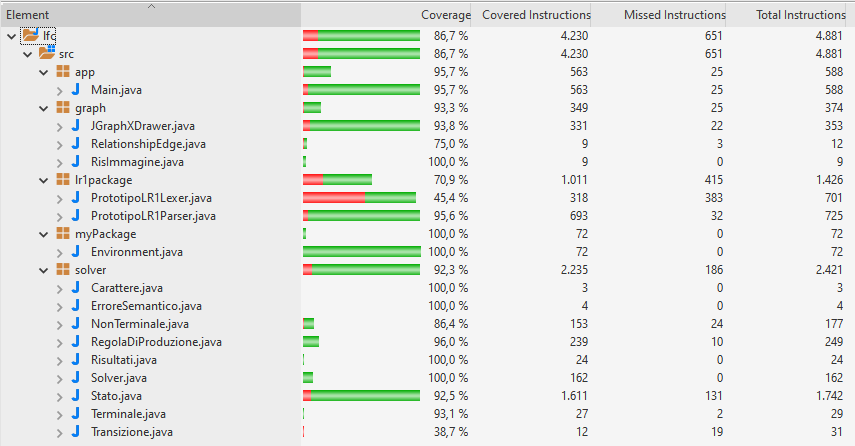 Element Coverage Covered Instructions Missed Instructions Total Instructions
lfc 86,7 % 4.230 651 4.881
src 86,7 % 4.230 651 4.881
app 95,7 % 563 25 588
Main.java 95,7 % 563 25 588
graph 93,3 % 349 25 374
JGraphXDrawer.java 93,8 % 331 22 353
RelationshipEdge.java 75,0 % 9 3 12
RisImmagine.java 100,0 % 9 0 9
lr1package 70,9 % 1.011 415 1.426
PrototipoLR1Lexer.java 45,4 % 318 383 701
PrototipoLR1Parser.java 95,6 % 693 32 725
myPackage 100,0 % 72 0 72
Environment.java 100,0 % 72 0 72
solver 92,3 % 2.235 186 2.421
Carattere.java 100,0 % 3 0 3
ErroreSemantico.java 100,0 % 4 0 4
NonTerminale.java 86,4 % 153 24 177
RegolaDiProduzione.java 96,0 % 239 10 249
Risultati.java 100,0 % 24 0 24
Solver.java 100,0 % 162 0 162
Stato.java 92,5 % 1.611 131 1.742
Terminale.java 93,1 % 27 2 29
Transizione.java 38,7 % 12 19 31